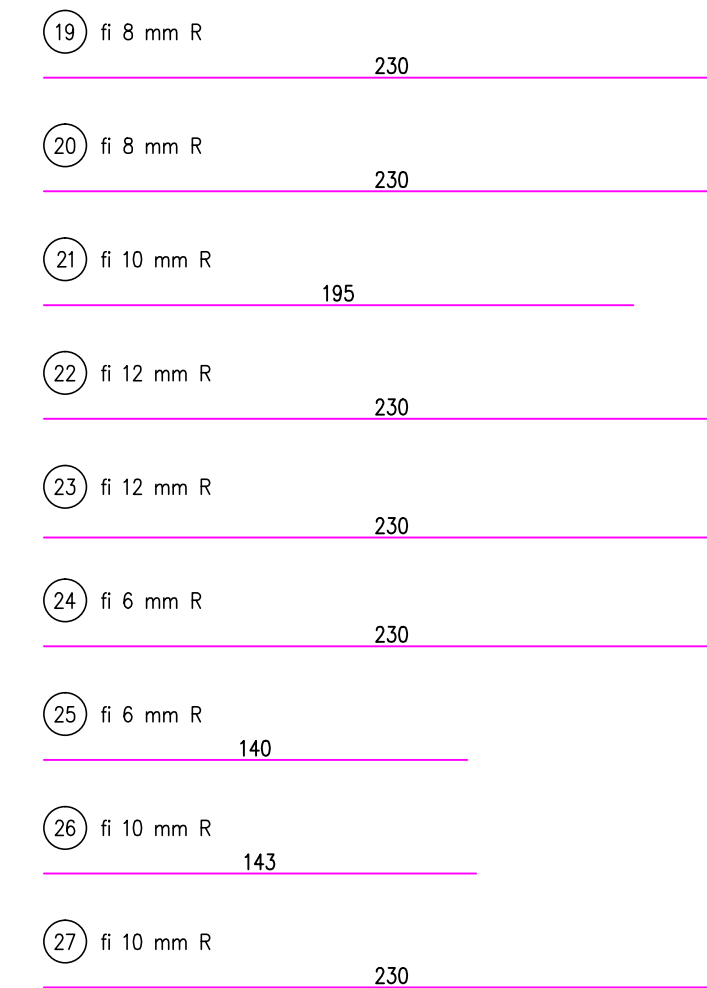 19 fi 8 mm R
230
20 fi 8 mm R
230
21 fi 10 mm R
195
22 fi 12 mm R
230
23 fi 12 mm R
230
24 fi 6 mm R
230
25 fi 6 mm R
140
26 fi 10 mm R
143
27 fi 10 mm R
230